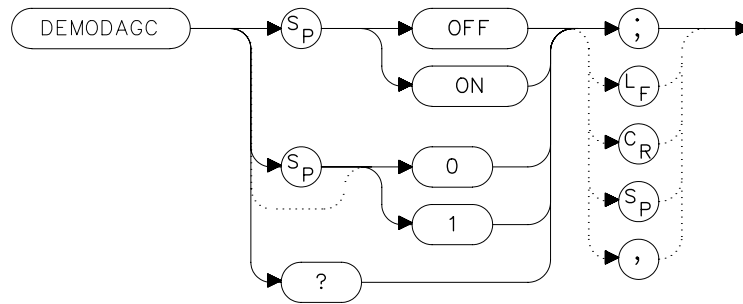 DEMODAGC
SP
OFF
;
ON
LF
CR
SP
0
SP
1
,
?